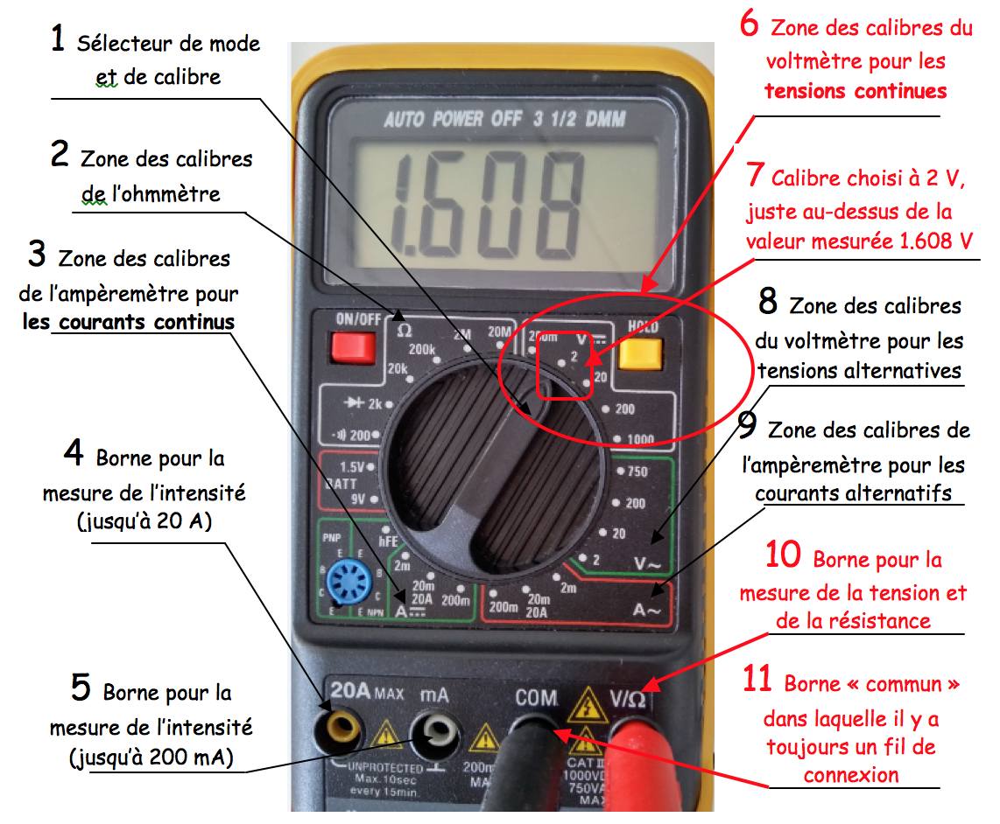 1 Sélecteur de mode
et de calibre
2 Zone des calibres
de l'ohmmètre
3 Zone des calibres
de l'ampèremètre pour
les courants continus
4 Borne pour la
mesure de l'intensité
(jusqu'à 20 A)
5 Borne pour la
mesure de l'intensité
(jusqu'à 200 mA)
6 Zone des calibres du
voltmètre pour les
tensions continues
7 Calibre choisi à 2 V,
juste au-dessus de la
valeur mesurée 1.608 V
8 Zone des calibres
du voltmètre pour les
tensions alternatives
9 Zone des calibres de
l'ampèremètre pour les
courants alternatifs
10 Borne pour la
mesure de la tension et
de la résistance
11 Borne « commun »
dans laquelle il y a
toujours un fil de
connexion
AUTO POWER OFF 3 1/2 DMM
1.608
ON/OFF
HOLD
Ω
2M
20M
200k
20k
2k
200
200m
V
2
20
200
1000
1.5V
BATT
9V
750
200
20
2
V~
PNP
hFE
E
E
B
B
C
C
E
E
NPN
2m
20m
20A
200m
A
200m
20m
20A
2m
A~
20A MAX
mA
COM
V/Ω
UNPROTECTED
Max.10sec
every 15min.
200m
MA
CAT II
1000VD
750VA
MAX